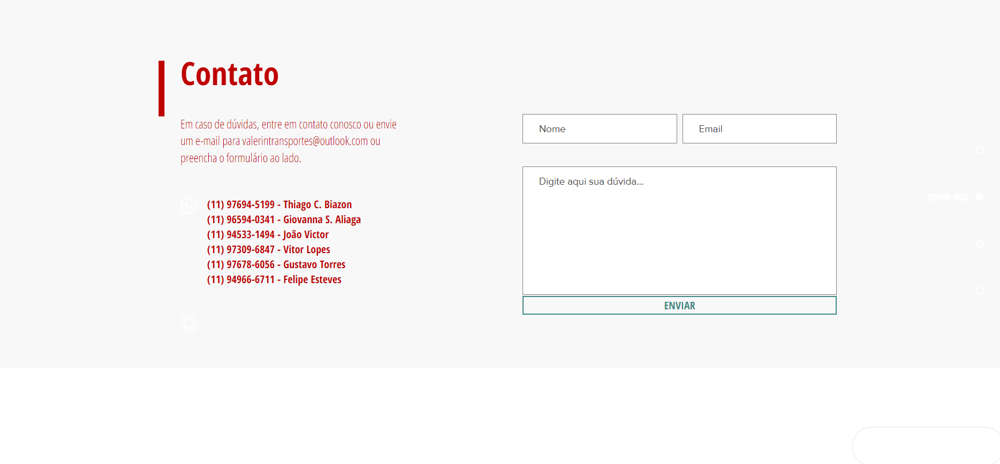 Contato
Em caso de dúvidas, entre em contato conosco ou envie
um e-mail para valerintransportes@outlook.com ou
preencha o formulário ao lado.
(11) 97694-5199 - Thiago C. Biazon
(11) 96594-0341 - Giovanna S. Aliaga
(11) 94533-1494 - João Victor
(11) 97309-6847 - Vitor Lopes
(11) 97678-6056 - Gustavo Torres
(11) 94966-6711 - Felipe Esteves
Nome
Email
Digite aqui sua dúvida...
ENVIAR
SOBRE NÓS